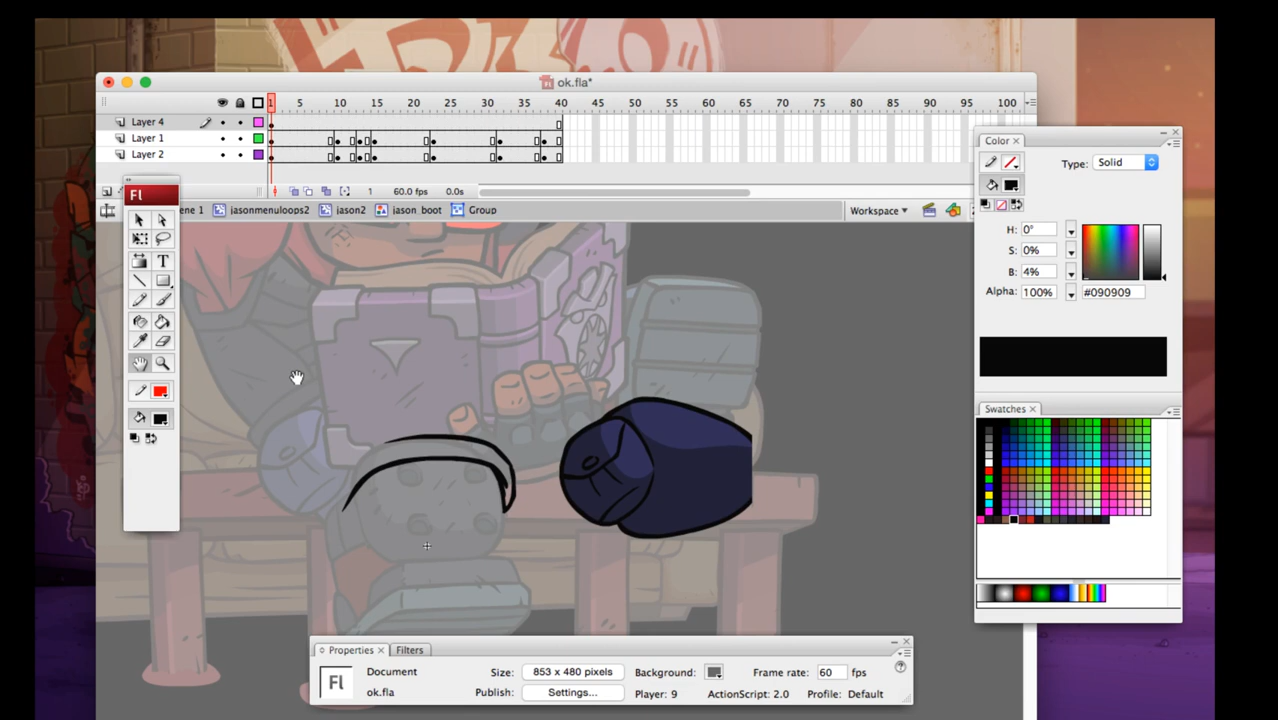 ok.fla*
1 5 10 15 20 25 30 35 40 45 50 55 60 65 70 75 80 85 90 95 100
Layer 4
Layer 1
Layer 2
1 60.0 fps 0.0s
ene 1 jasonmenuloops2 jason2 jason_boot Group Workspace
Fl
T
Color
Type: Solid
H: 0°
S: 0%
B: 4%
Alpha: 100% #090909
Swatches
Properties Filters
Fl
Document Size: 853 x 480 pixels Background: Frame rate: 60 fps
ok.fla Publish: Settings... Player: 9 ActionScript: 2.0 Profile: Default